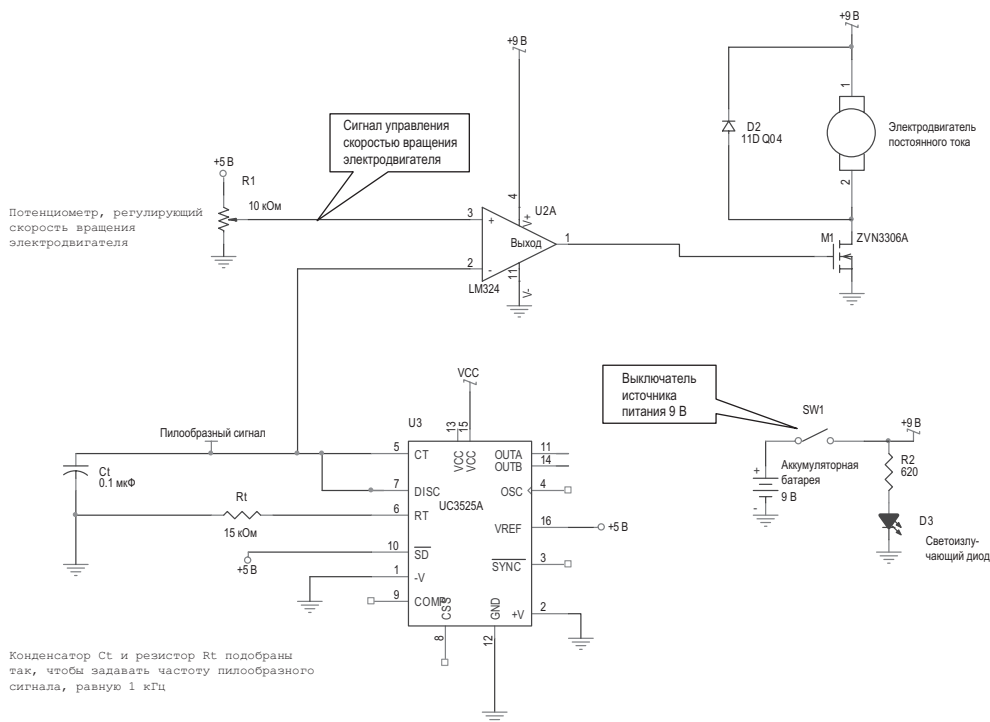 +9 В
+9 В
Сигнал управления
скоростью вращения
электродвигателя
1
D2
11D Q04
Электродвигатель
постоянного тока
2
+5 В
R1
10 кОм
Потенциометр, регулирующий
скорость вращения
электродвигателя
4
V+
U2A
3
+
Выход
1
2
-
11
V-
LM324
M1
ZVN3306A
Выключатель
источника
питания 9 В
SW1
+9 В
VCC
U3
13
15
Пилообразный сигнал
5
CT
VCC
VCC
OUTA
11
OUTB
14
Ct
0.1 мкФ
7
DISC
OSC
4
UC3525A
Rt
6
RT
15 кОм
VREF
16
+5 В
10
SD
+5 В
SYNC
3
1
-V
9
COMP
CSS
GND
+V
2
8
12
+
Аккумуляторная
батарея
9 В
-
R2
620
D3
Светоизлу-
чающий диод
Конденсатор Ct и резистор Rt подобраны
так, чтобы задавать частоту пилообразного
сигнала, равную 1 кГц